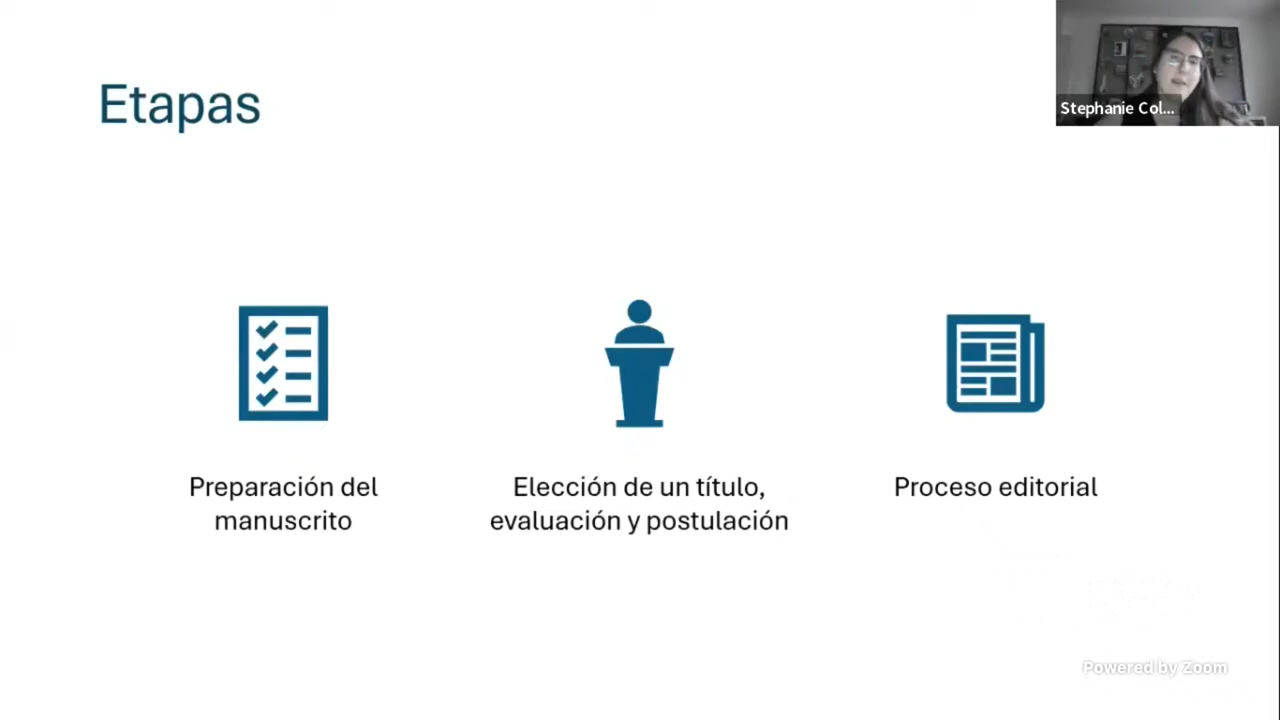 Etapas
Stephanie Col...
Preparación del
manuscrito
Elección de un título,
evaluación y postulación
Proceso editorial
Powered by Zoom